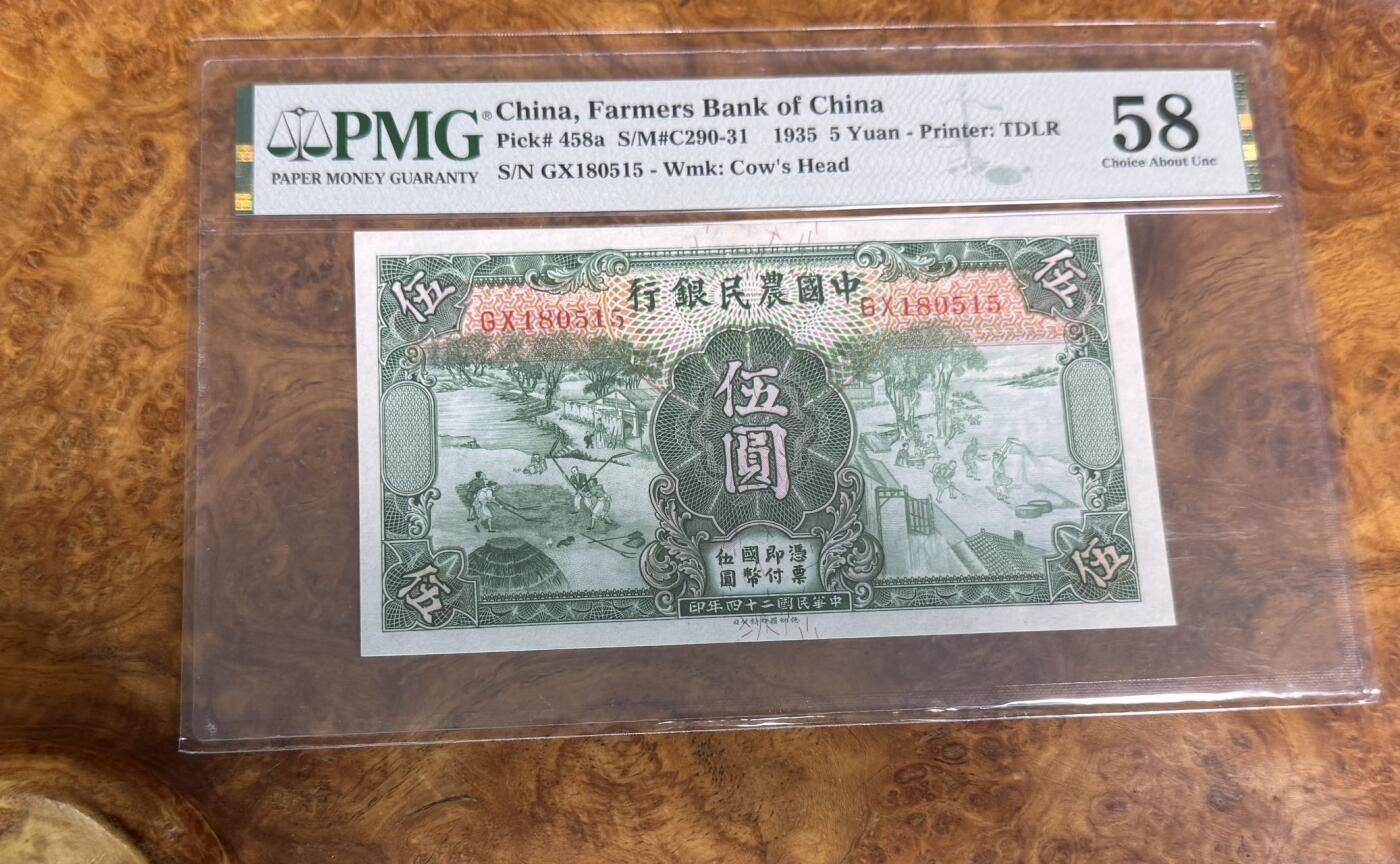 PMG®
PAPER MONEY GUARANTY
China, Farmers Bank of China
Pick# 458a S/M#C290-31 1935 5 Yuan - Printer: TDLR
S/N GX180515 - Wmk: Cow's Head
58
Choice About Unc
伍
伍
行銀民農國中
GX180515
GX180515
伍
圓
伍國即憑
圓幣付票
伍
伍
印年四十二國民華中